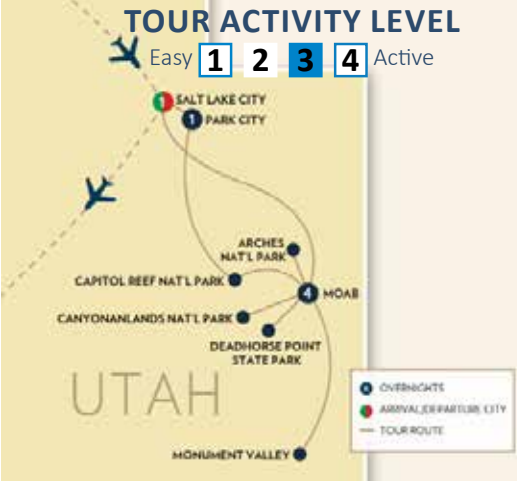 TOUR ACTIVITY LEVEL
Easy 1 2 3 4 Active
1 SALT LAKE CITY
1 PARK CITY
ARCHES
NAT'L PARK
CAPITOL REEF NAT'L PARK
4 MOAB
CANYONANLANDS NAT'L PARK
DEADHORSE POINT
STATE PARK
UTAH
OVERNIGHTS
ARRIVAL/DEPARTURE CITY
TOUR ROUTE
MONUMENT VALLEY